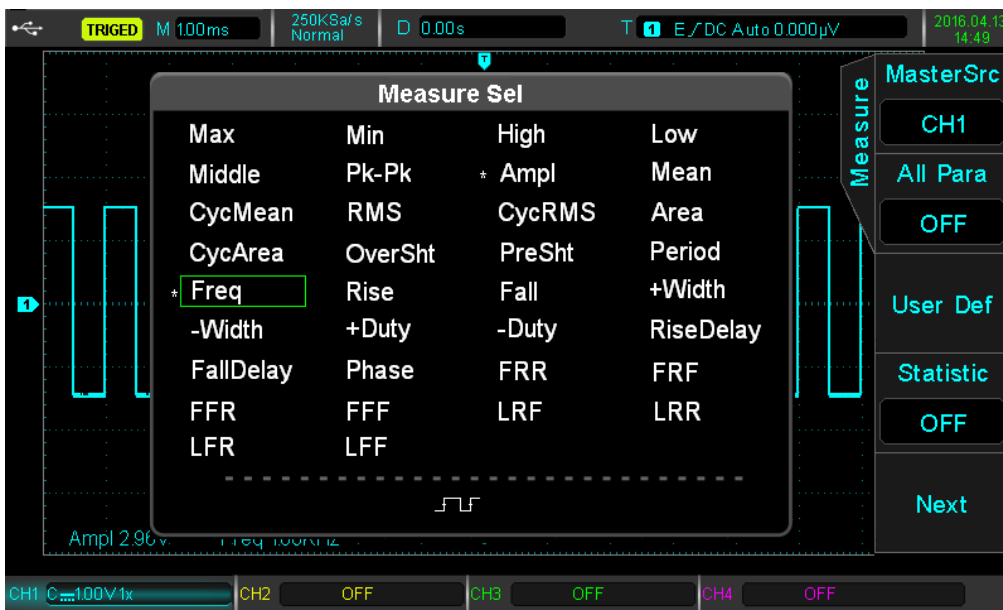 TRIGED M 1.00ms 250KSa/s Normal D 0.00s T 1 E DC Auto 0.000μV 2016.04.13 14:49
T
Measure Sel
Max Min High Low
Middle Pk-Pk * Ampl Mean
CycMean RMS CycRMS Area
CycArea OverSht PreSht Period
* Freq Rise Fall +Width
-Width +Duty -Duty RiseDelay
FallDelay Phase FRR FRF
FFR FFF LRF LRR
LFR LFF
1
Measure
MasterSrc
CH1
All Para
OFF
User Def
Statistic
OFF
Next
Ampl 2.96V Freq 1.00KHz
CH1 C 1.00V 1x CH2 OFF CH3 OFF CH4 OFF